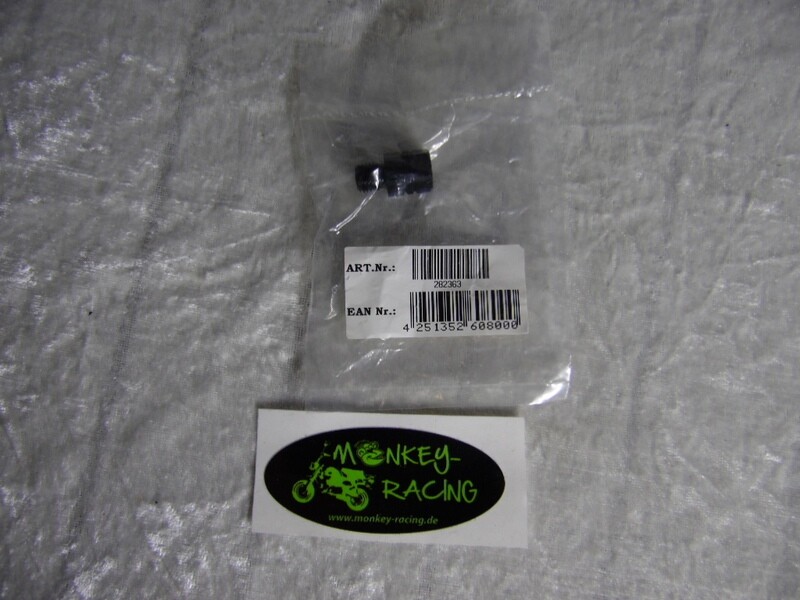 ART.Nr.:
282363
EAN Nr.:
4 251352 608000
MONKEY-
RACING
www.monkey-racing.de